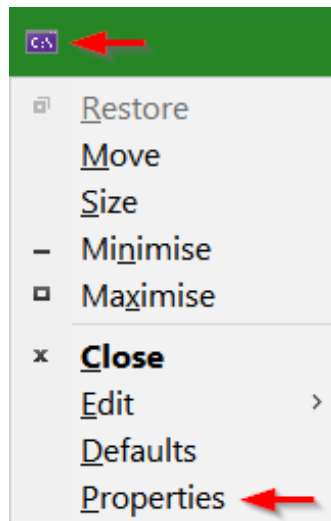 C:\
Restore
Move
Size
Minimise
Maximise
Close
Edit
Defaults
Properties